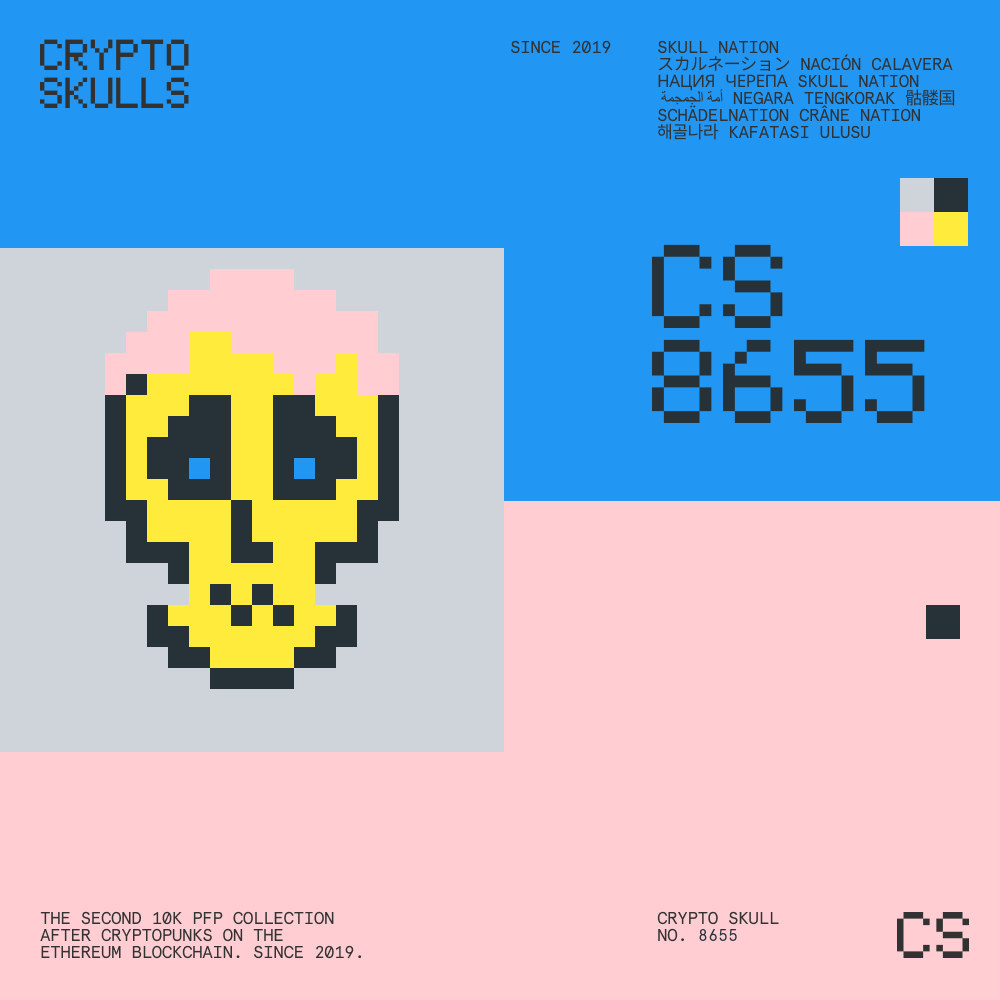 CRYPTO
SKULLS
SINCE 2019
SKULL NATION
スカルネーション NACIÓN CALAVERA
НАЦИЯ ЧЕРЕПА SKULL NATION
أمة الجمجمة NEGARA TENGKORAK 骷髅国
SCHÄDELNATION CRÂNE NATION
해골나라 KAFATASI ULUSU
CS
8655
THE SECOND 10K PFP COLLECTION
AFTER CRYPTOPUNKS ON THE
ETHEREUM BLOCKCHAIN. SINCE 2019.
CRYPTO SKULL
NO. 8655
CS